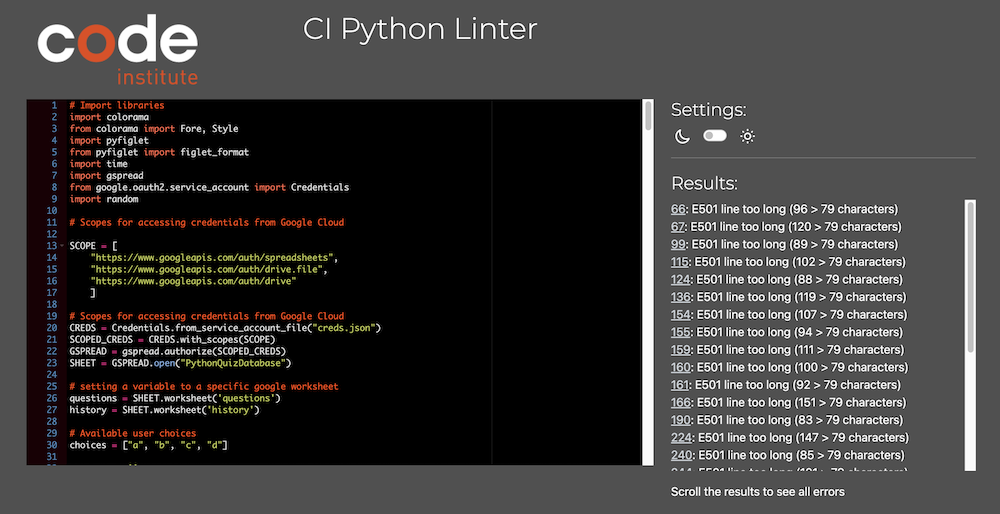 code
institute
CI Python Linter
1 # Import libraries
2 import colorama
3 from colorama import Fore, Style
4 import pyfiglet
5 from pyfiglet import figlet_format
6 import time
7 import gspread
8 from google.oauth2.service_account import Credentials
9 import random
10
11 # Scopes for accessing credentials from Google Cloud
12
13 SCOPE = [
14     "https://www.googleapis.com/auth/spreadsheets",
15     "https://www.googleapis.com/auth/drive.file",
16     "https://www.googleapis.com/auth/drive"
17     ]
18
19 # Scopes for accessing credentials from Google Cloud
20 CREDS = Credentials.from_service_account_file("creds.json")
21 SCOPED_CREDS = CREDS.with_scopes(SCOPE)
22 GSPREAD = gspread.authorize(SCOPED_CREDS)
23 SHEET = GSPREAD.open("PythonQuizDatabase")
24
25 # setting a variable to a specific google worksheet
26 questions = SHEET.worksheet('questions')
27 history = SHEET.worksheet('history')
28
29 # Available user choices
30 choices = ["a", "b", "c", "d"]
31
Settings:
Results:
66: E501 line too long (96 > 79 characters)
67: E501 line too long (120 > 79 characters)
99: E501 line too long (89 > 79 characters)
115: E501 line too long (102 > 79 characters)
124: E501 line too long (88 > 79 characters)
136: E501 line too long (119 > 79 characters)
154: E501 line too long (107 > 79 characters)
155: E501 line too long (94 > 79 characters)
159: E501 line too long (111 > 79 characters)
160: E501 line too long (100 > 79 characters)
161: E501 line too long (92 > 79 characters)
166: E501 line too long (151 > 79 characters)
190: E501 line too long (83 > 79 characters)
224: E501 line too long (147 > 79 characters)
240: E501 line too long (85 > 79 characters)
Scroll the results to see all errors